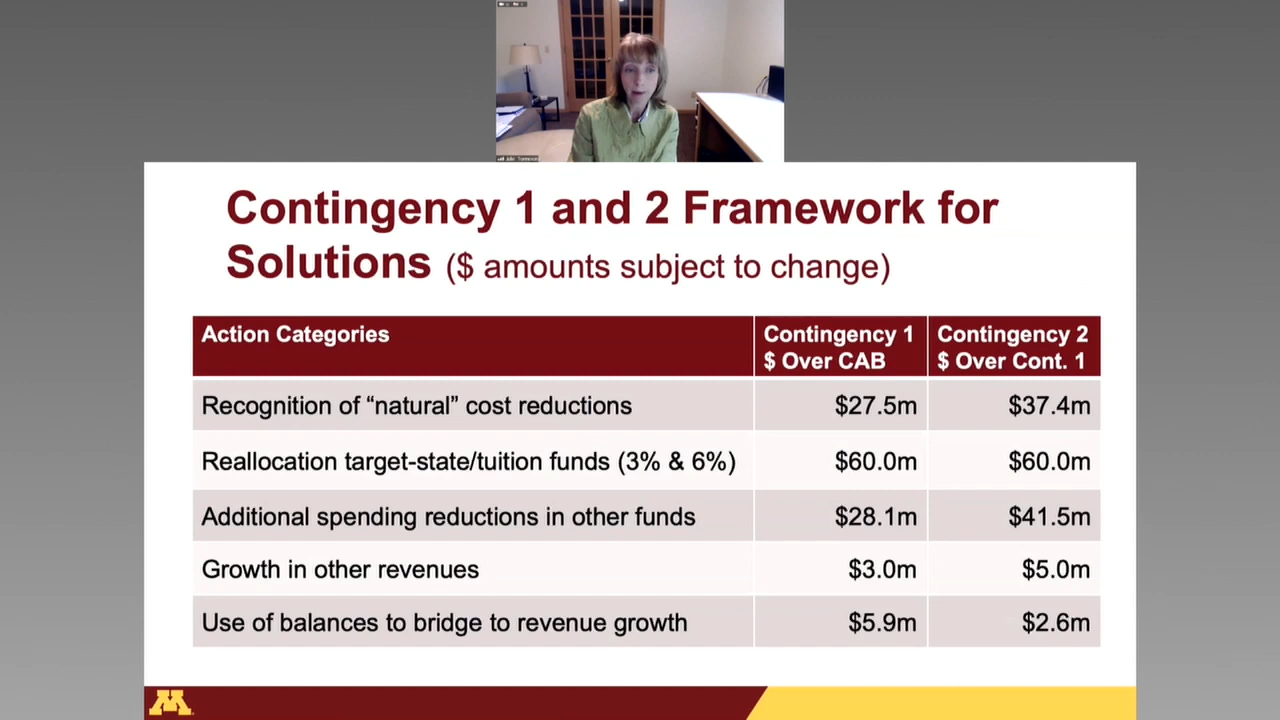 Contingency 1 and 2 Framework for
Solutions ($ amounts subject to change)
Action Categories
Contingency 1
$ Over CAB
Contingency 2
$ Over Cont. 1
Recognition of “natural” cost reductions $27.5m $37.4m
Reallocation target-state/tuition funds (3% & 6%) $60.0m $60.0m
Additional spending reductions in other funds $28.1m $41.5m
Growth in other revenues $3.0m $5.0m
Use of balances to bridge to revenue growth $5.9m $2.6m
M